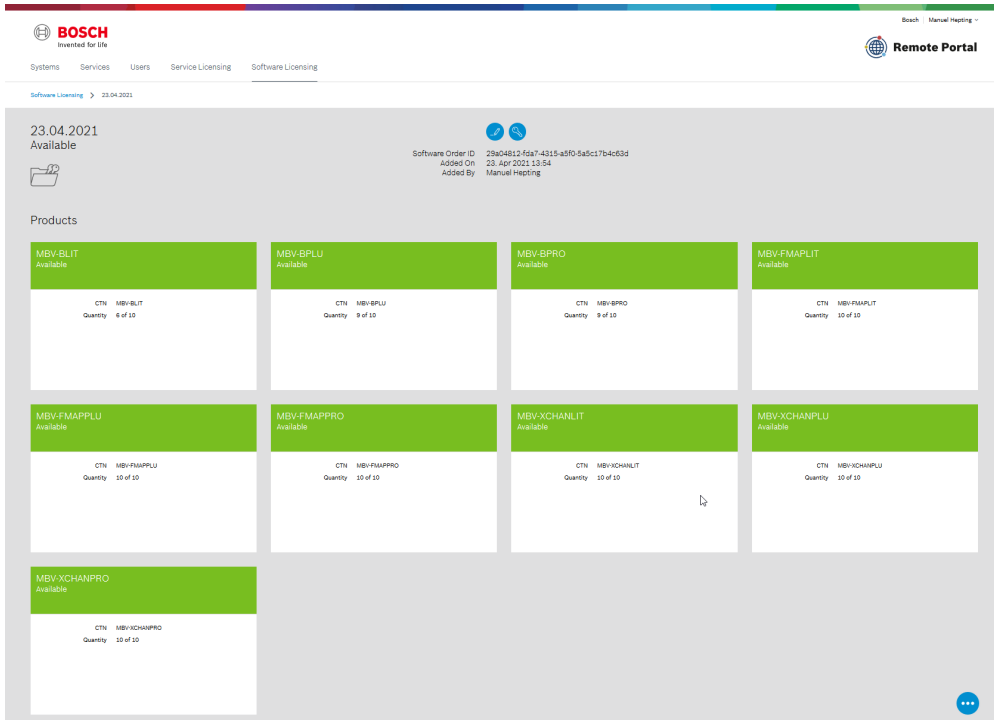 Bosch Manuel Hepting
BOSCH
Invented for life
Remote Portal
Systems Services Users Service Licensing Software Licensing
Software Licensing > 23.04.2021
23.04.2021
Available
Software Order ID 29a04812-fda7-4315-a5f0-5a5c17b4c63d
Added On 23. Apr 2021 13:54
Added By Manuel Hepting
Products
MBV-BLIT MBV-BPLU MBV-BPRO MBV-FMAPLIT
Available Available Available Available
CTN MBV-BLIT CTN MBV-BPLU CTN MBV-BPRO CTN MBV-FMAPLIT
Quantity 6 of 10 Quantity 9 of 10 Quantity 9 of 10 Quantity 10 of 10
MBV-FMAPPLU MBV-FMAPPRO MBV-XCHANLIT MBV-XCHANPLU
Available Available Available Available
CTN MBV-FMAPPLU CTN MBV-FMAPPRO CTN MBV-XCHANLIT CTN MBV-XCHANPLU
Quantity 10 of 10 Quantity 10 of 10 Quantity 10 of 10 Quantity 10 of 10
MBV-XCHANPRO
Available
CTN MBV-XCHANPRO
Quantity 10 of 10